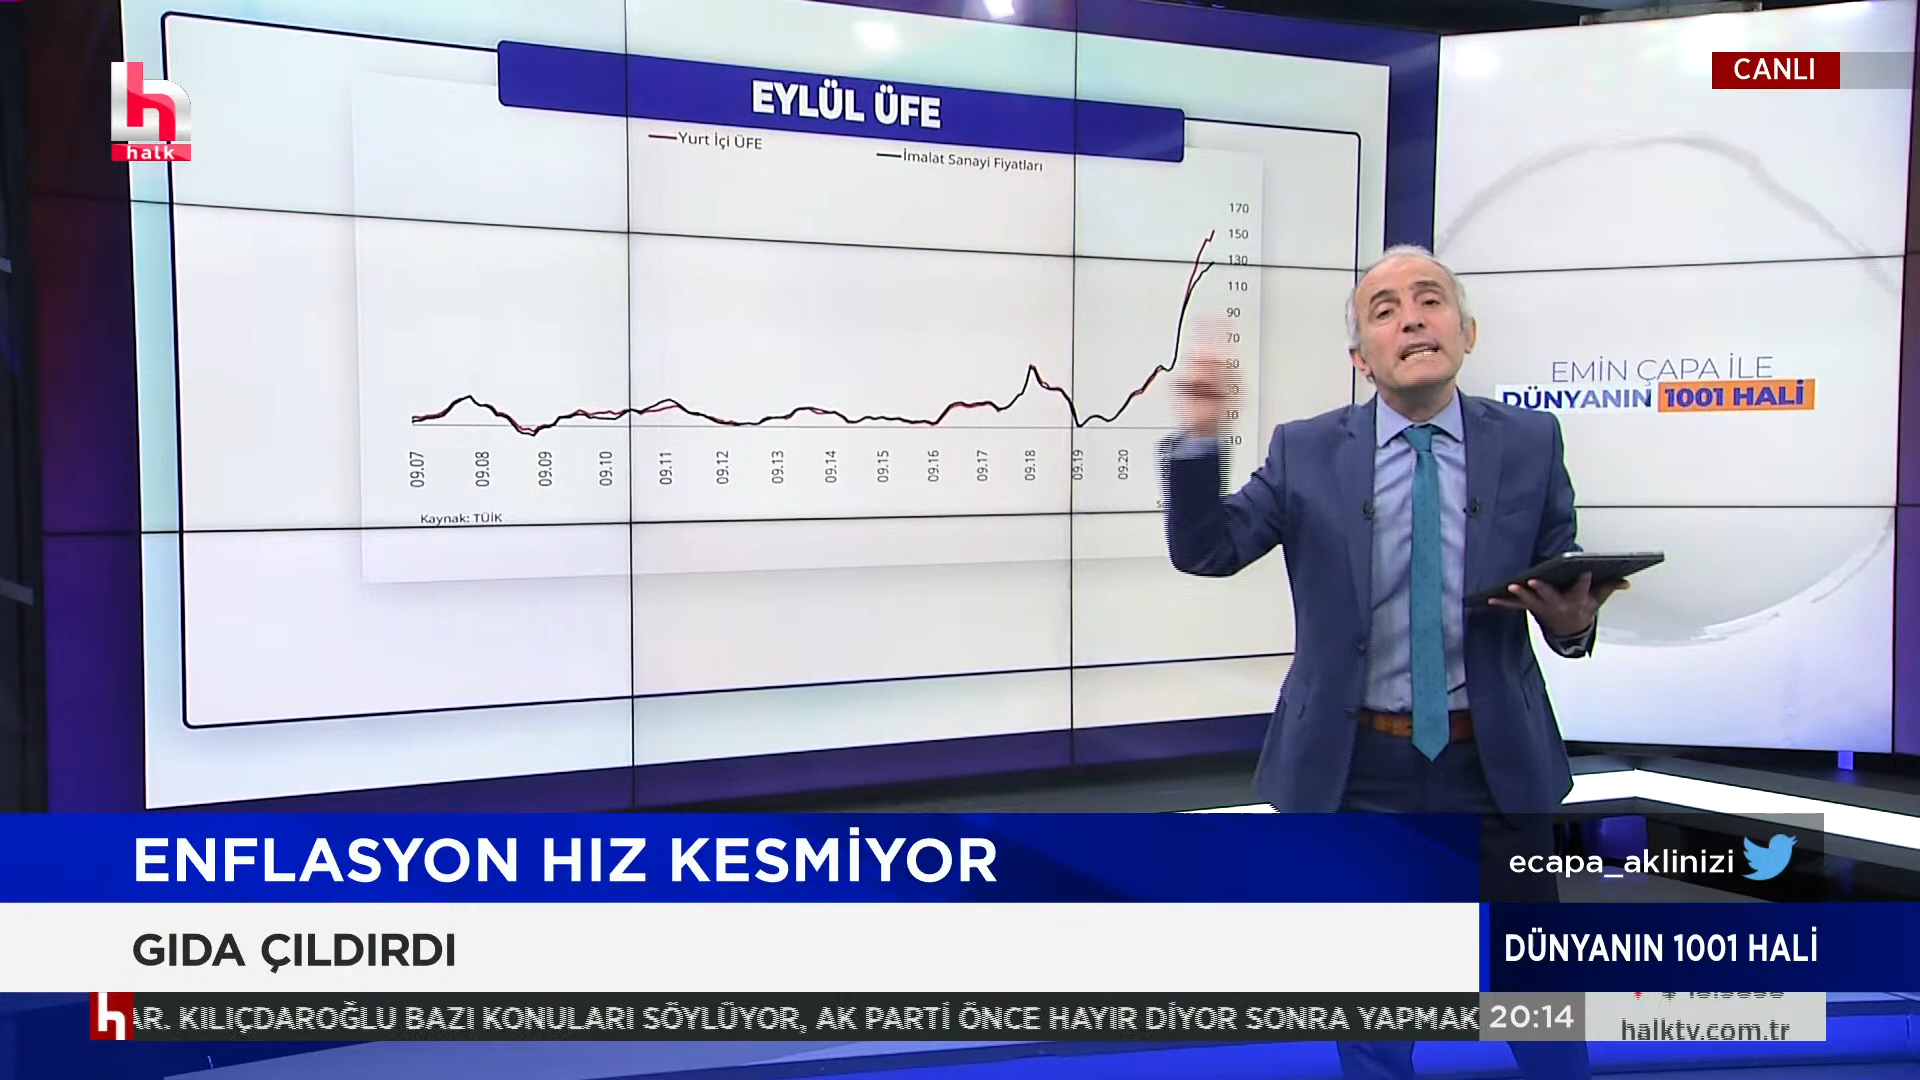 CANLI
halk
EYLÜL ÜFE
Yurt İçi ÜFE
İmalat Sanayi Fiyatları
170
150
130
110
90
70
50
30
10
-10
09.07
09.08
09.09
09.10
09.11
09.12
09.13
09.14
09.15
09.16
09.17
09.18
09.19
09.20
Kaynak: TÜİK
EMİN ÇAPA İLE
DÜNYANIN 1001 HALİ
ENFLASYON HIZ KESMİYOR
ecapa_aklinizi
GIDA ÇILDIRDI
DÜNYANIN 1001 HALİ
AR. KILIÇDAROĞLU BAZI KONULARI SÖYLÜYOR, AK PARTİ ÖNCE HAYIR DİYOR SONRA YAPMAK
20:14
halktv.com.tr